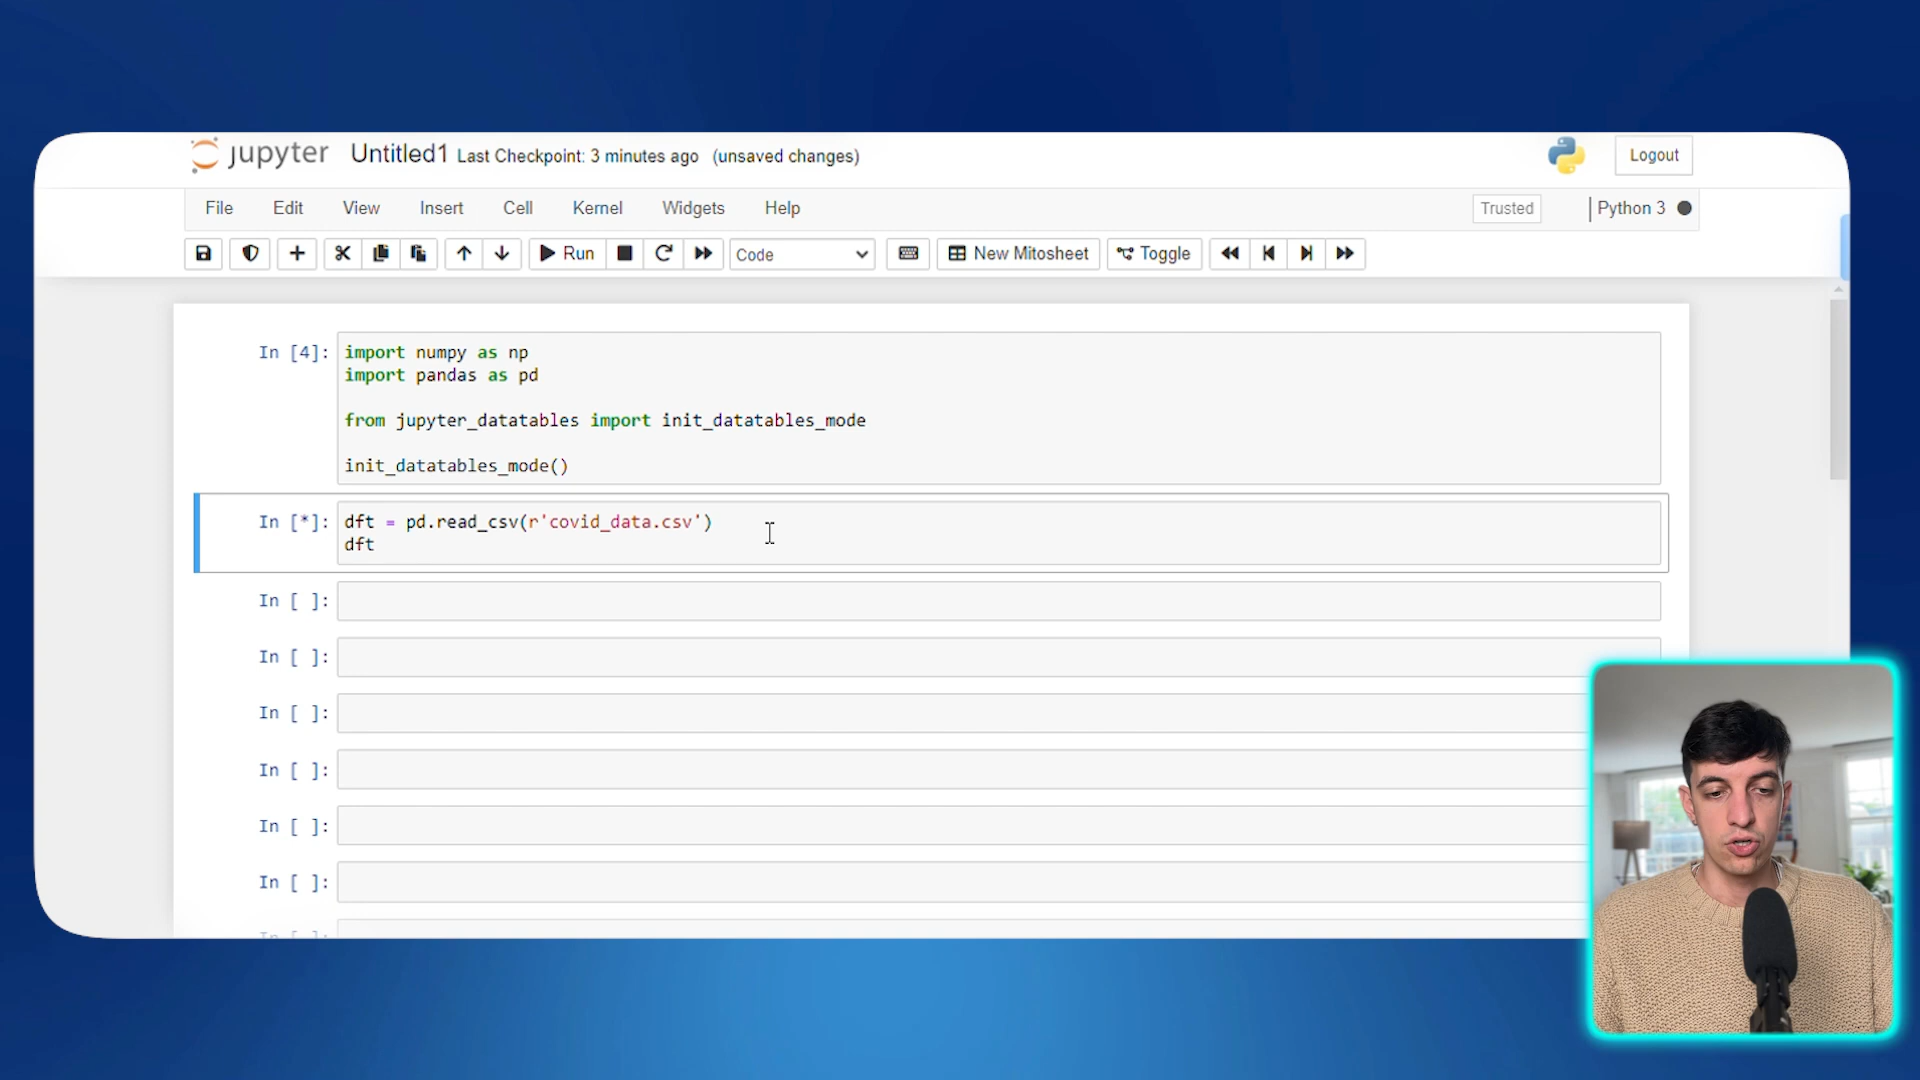 jupyter Untitled1 Last Checkpoint: 3 minutes ago (unsaved changes) Logout
File Edit View Insert Cell Kernel Widgets Help Trusted Python 3
Run Code New Mitosheet Toggle
In [4]: import numpy as np
import pandas as pd
from jupyter_datatables import init_datatables_mode
init_datatables_mode()
In [*]: dft = pd.read_csv(r'covid_data.csv')
dft
In [ ]:
In [ ]:
In [ ]:
In [ ]:
In [ ]:
In [ ]: